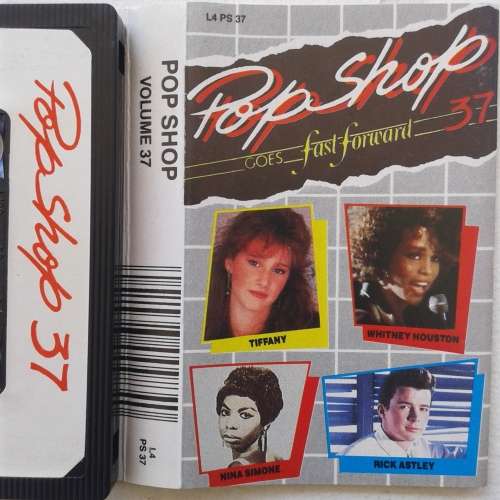 Pop Shop 37
POP SHOP
VOLUME 37
L4
PS 37
L4 PS 37
Pop Shop
37
GOES fast forward
TIFFANY
WHITNEY HOUSTON
NINA SIMONE
RICK ASTLEY